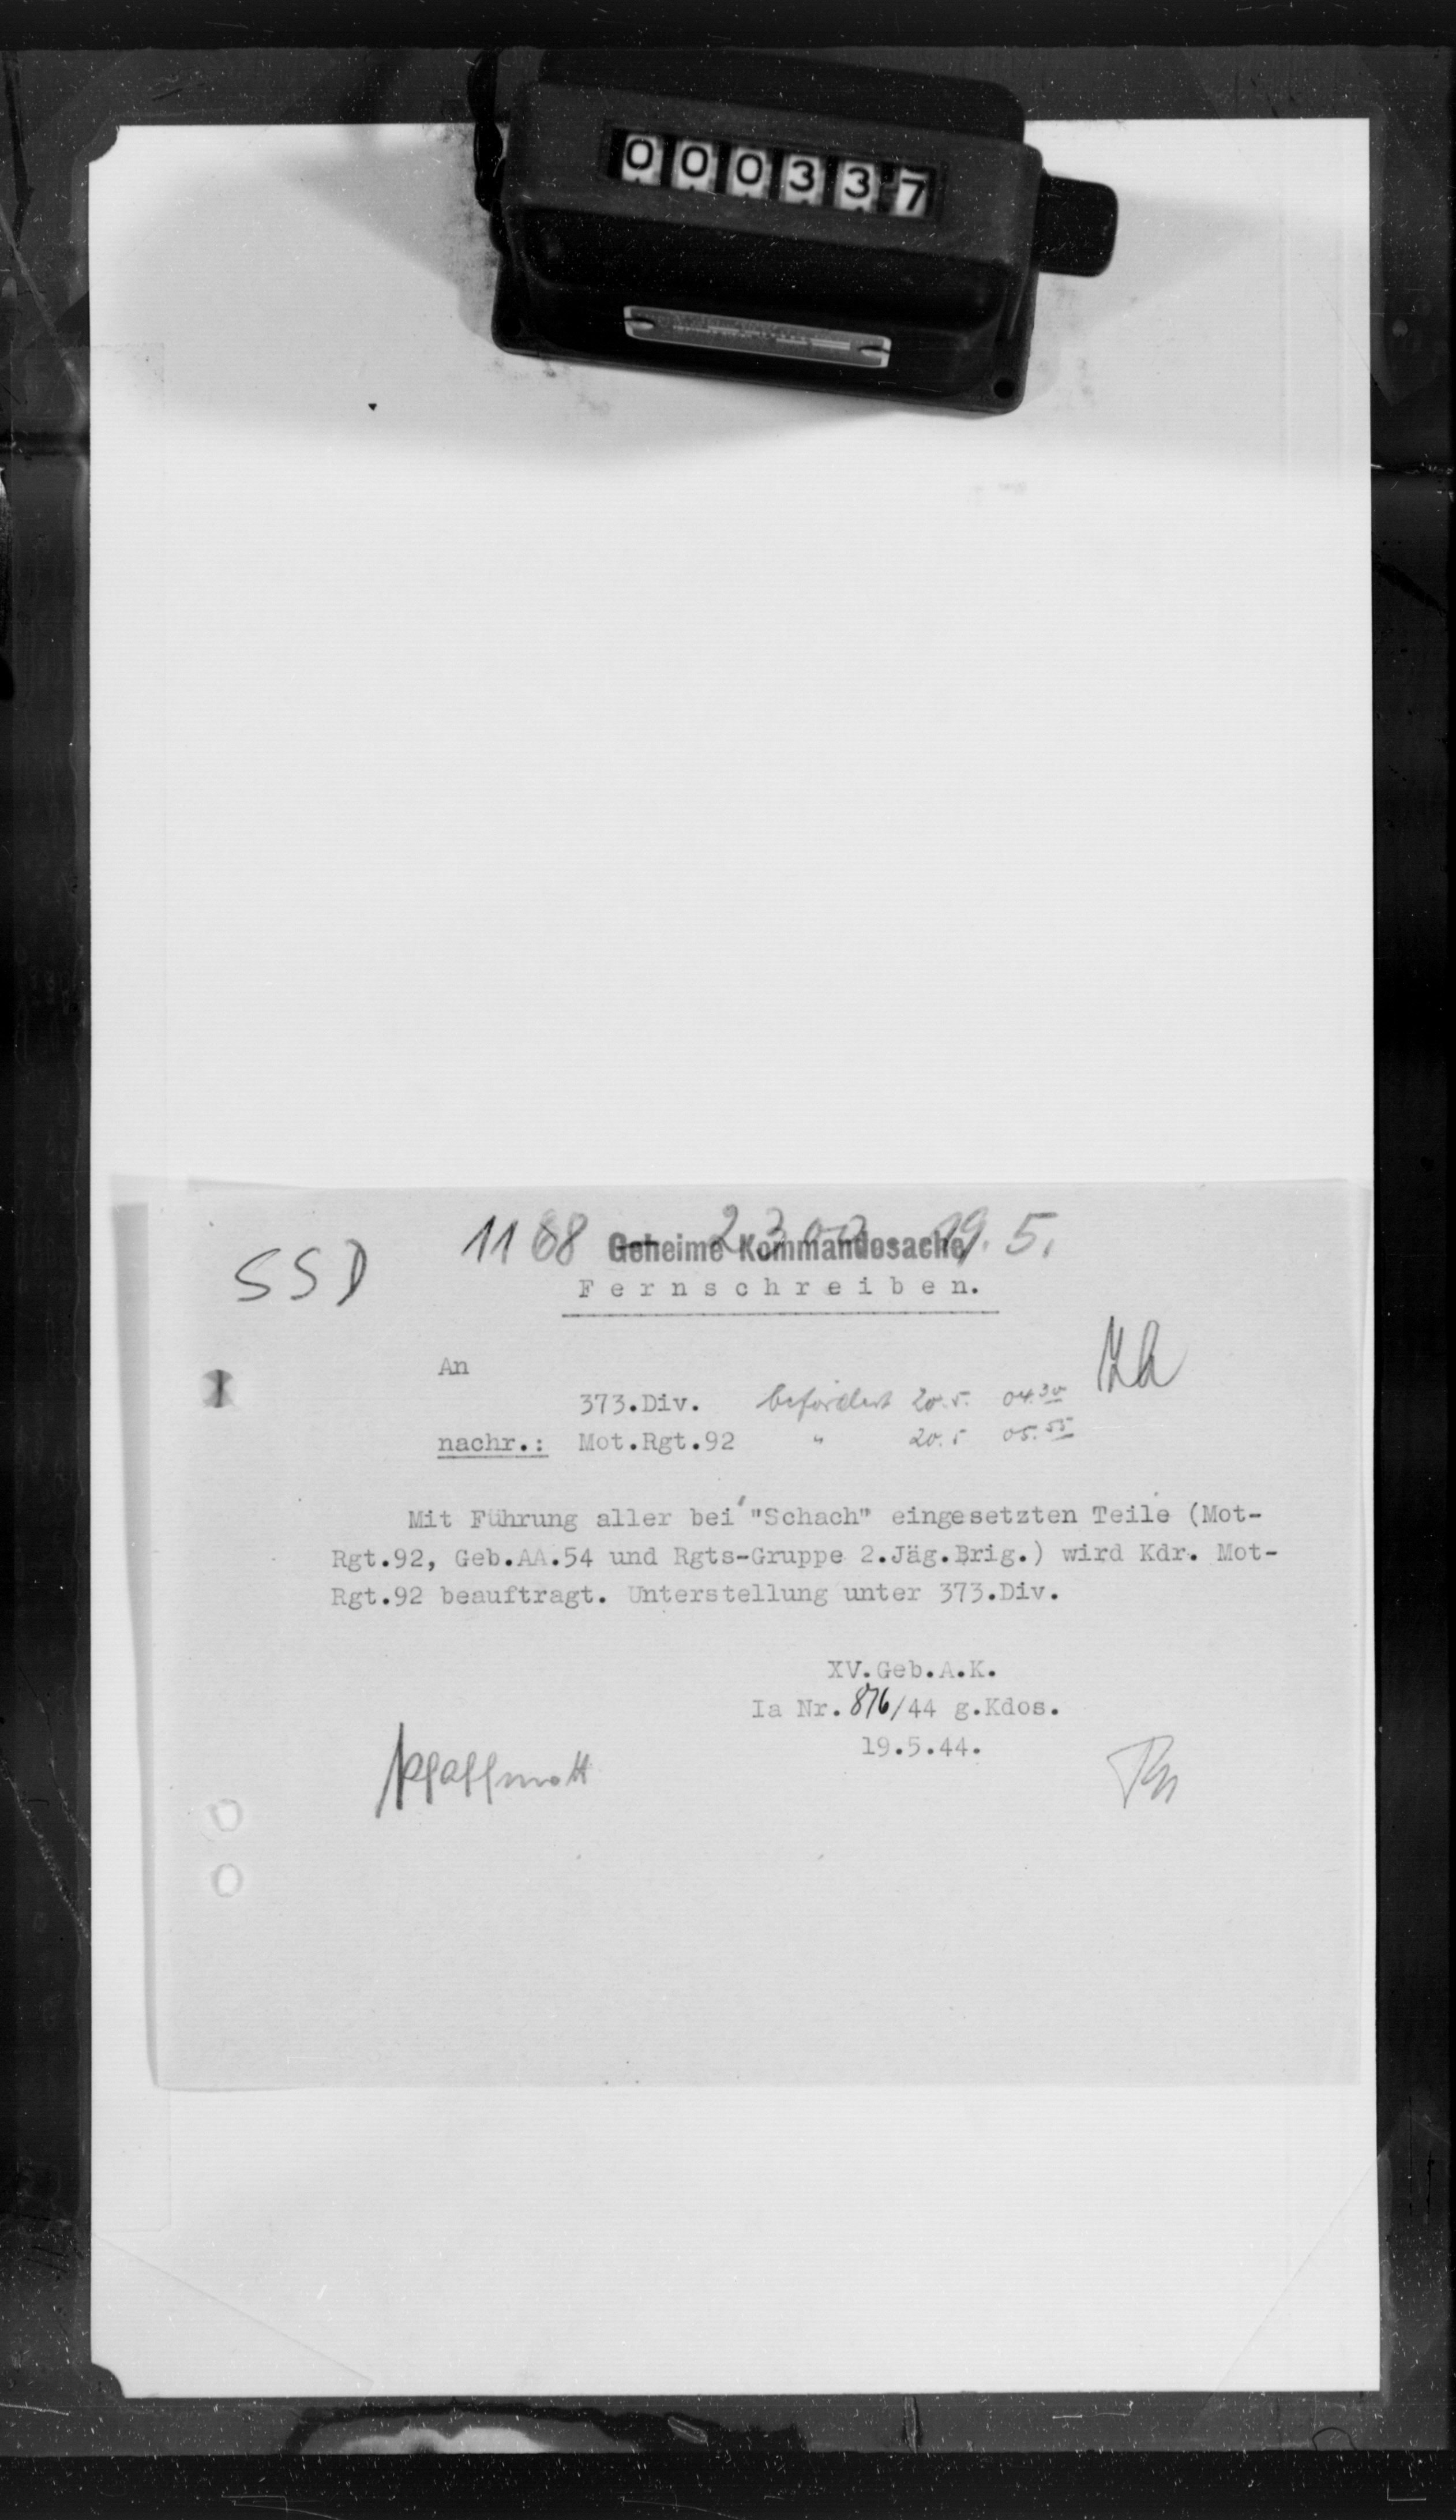 000337
1168 2300 19.5.
Geheime Kommandosache
SSD
Fernschreiben.
An
373.Div. befördert 20.5. 04.30
nachr.: Mot.Rgt.92 " 20.5 05.55
Mit Führung aller bei "Schach" eingesetzten Teile (Mot-
Rgt.92, Geb.AA.54 und Rgts-Gruppe 2.Jäg.Brig.) wird Kdr. Mot-
Rgt.92 beauftragt. Unterstellung unter 373.Div.
XV.Geb.A.K.
Ia Nr. 876/44 g.Kdos.
19.5.44.